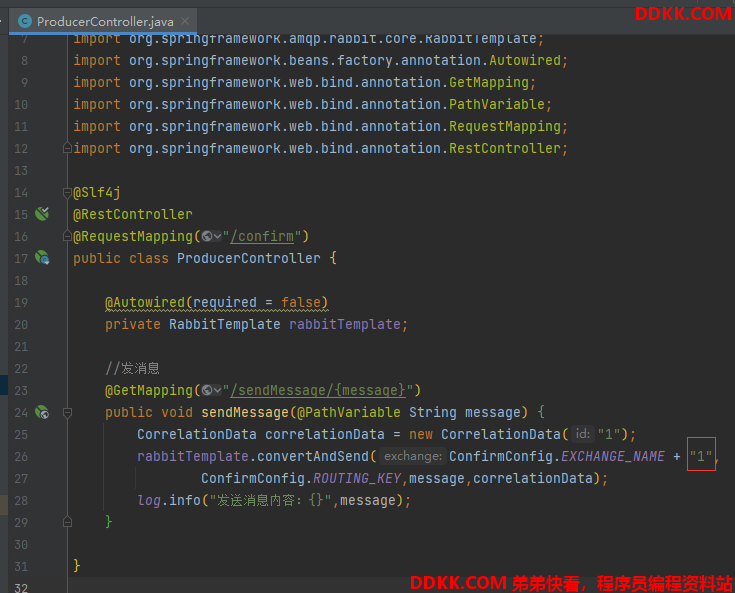 ProducerController.java
DDKK.COM
7 import org.springframework.amqp.rabbit.core.RabbitTemplate;
8 import org.springframework.beans.factory.annotation.Autowired;
9 import org.springframework.web.bind.annotation.GetMapping;
10 import org.springframework.web.bind.annotation.PathVariable;
11 import org.springframework.web.bind.annotation.RequestMapping;
12 import org.springframework.web.bind.annotation.RestController;
13
14 @Slf4j
15 @RestController
16 @RequestMapping("/confirm")
17 public class ProducerController {
18
19 @Autowired(required = false)
20 private RabbitTemplate rabbitTemplate;
21
22 //发消息
23 @GetMapping("/sendMessage/{message}")
24 public void sendMessage(@PathVariable String message) {
25 CorrelationData correlationData = new CorrelationData( id: "1");
26 rabbitTemplate.convertAndSend( exchange: ConfirmConfig.EXCHANGE_NAME + "1",
27 ConfirmConfig.ROUTING_KEY,message,correlationData);
28 log.info("发送消息内容: {}",message);
29 }
30
31 }
32
DDKK.COM 弟弟快看，程序员编程资料站